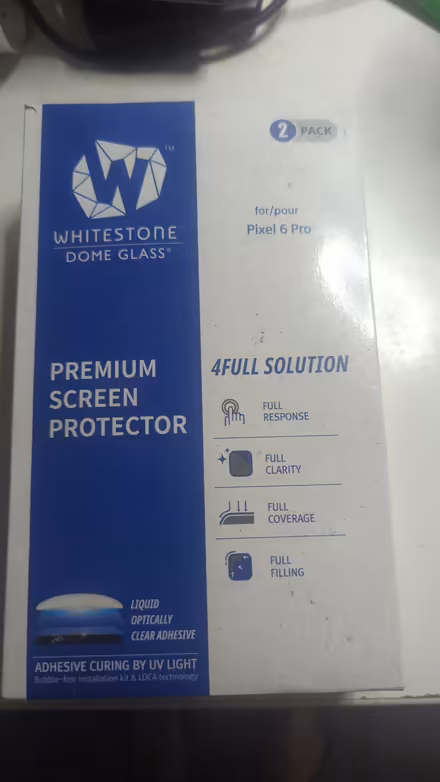 2 PACK
W TM
WHITESTONE
DOME GLASS®
for/pour
Pixel 6 Pro
PREMIUM
SCREEN
PROTECTOR
4FULL SOLUTION
FULL
RESPONSE
FULL
CLARITY
FULL
COVERAGE
FULL
FILLING
LIQUID
OPTICALLY
CLEAR ADHESIVE
ADHESIVE CURING BY UV LIGHT
Bubble-free installation kit & LOCA technology